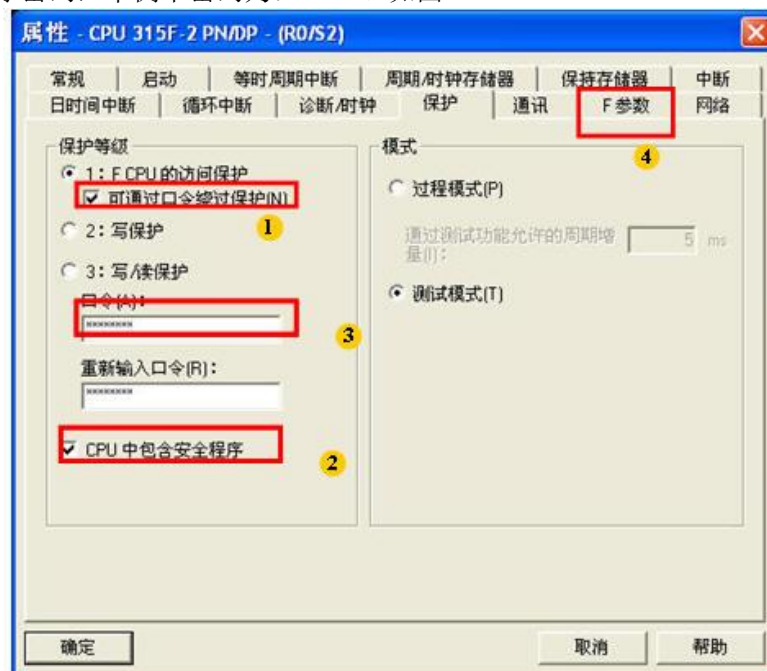 属性 - CPU 315F-2 PN/DP - (R0/S2)
常规 启动 等时周期中断 周期/时钟存储器 保持存储器 中断
日时间中断 循环中断 诊断/时钟 保护 通讯 F 参数 网络
4
保护等级
1: F CPU 的访问保护
可通过口令绕过保护(N)
1
2: 写保护
3: 写/读保护
口令(A):
××××××××
3
重新输入口令(R):
××××××××
CPU 中包含安全程序
2
模式
过程模式(P)
通过测试功能允许的周期增
量(I):
5 ms
测试模式(T)
确定 取消 帮助